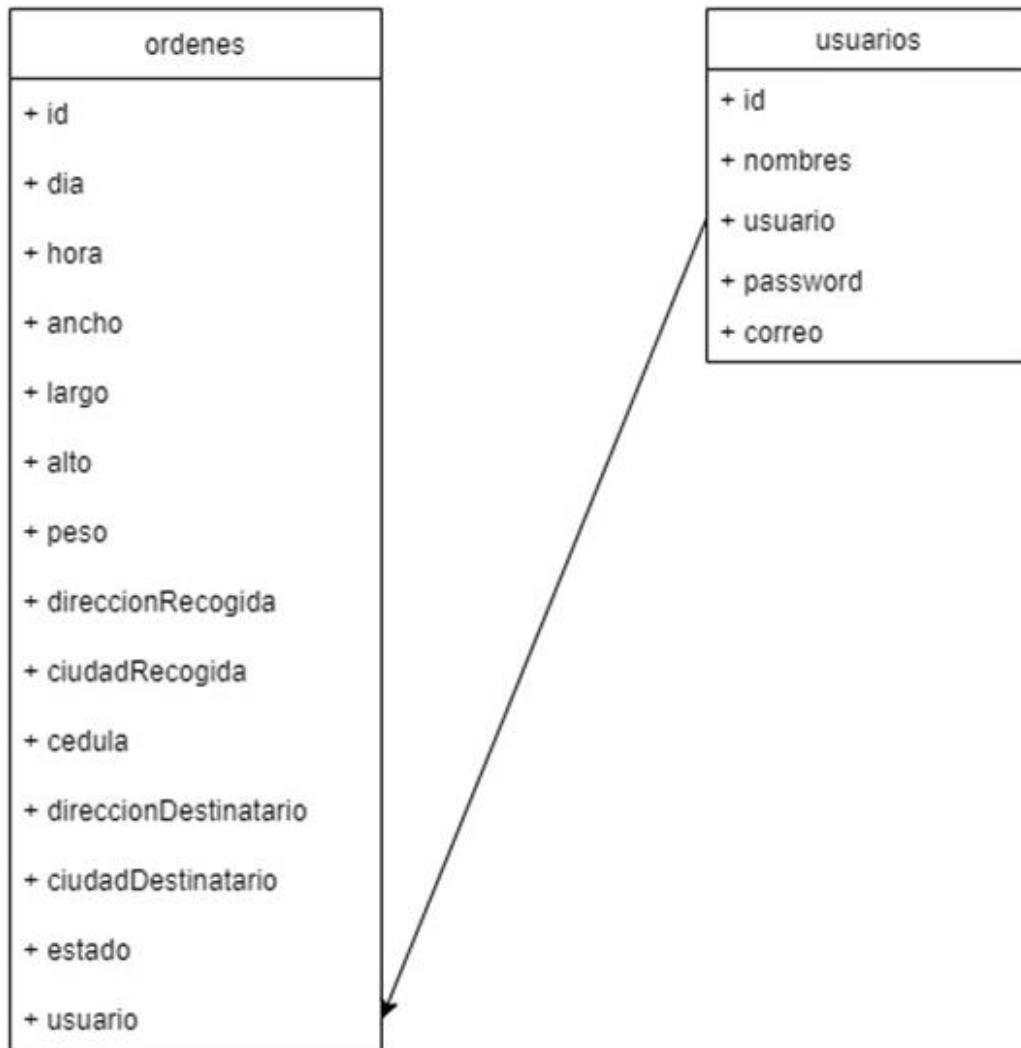 ordenes
+ id
+ dia
+ hora
+ ancho
+ largo
+ alto
+ peso
+ direccionRecogida
+ ciudadRecogida
+ cedula
+ direccionDestinatario
+ ciudadDestinatario
+ estado
+ usuario
usuarios
+ id
+ nombres
+ usuario
+ password
+ correo